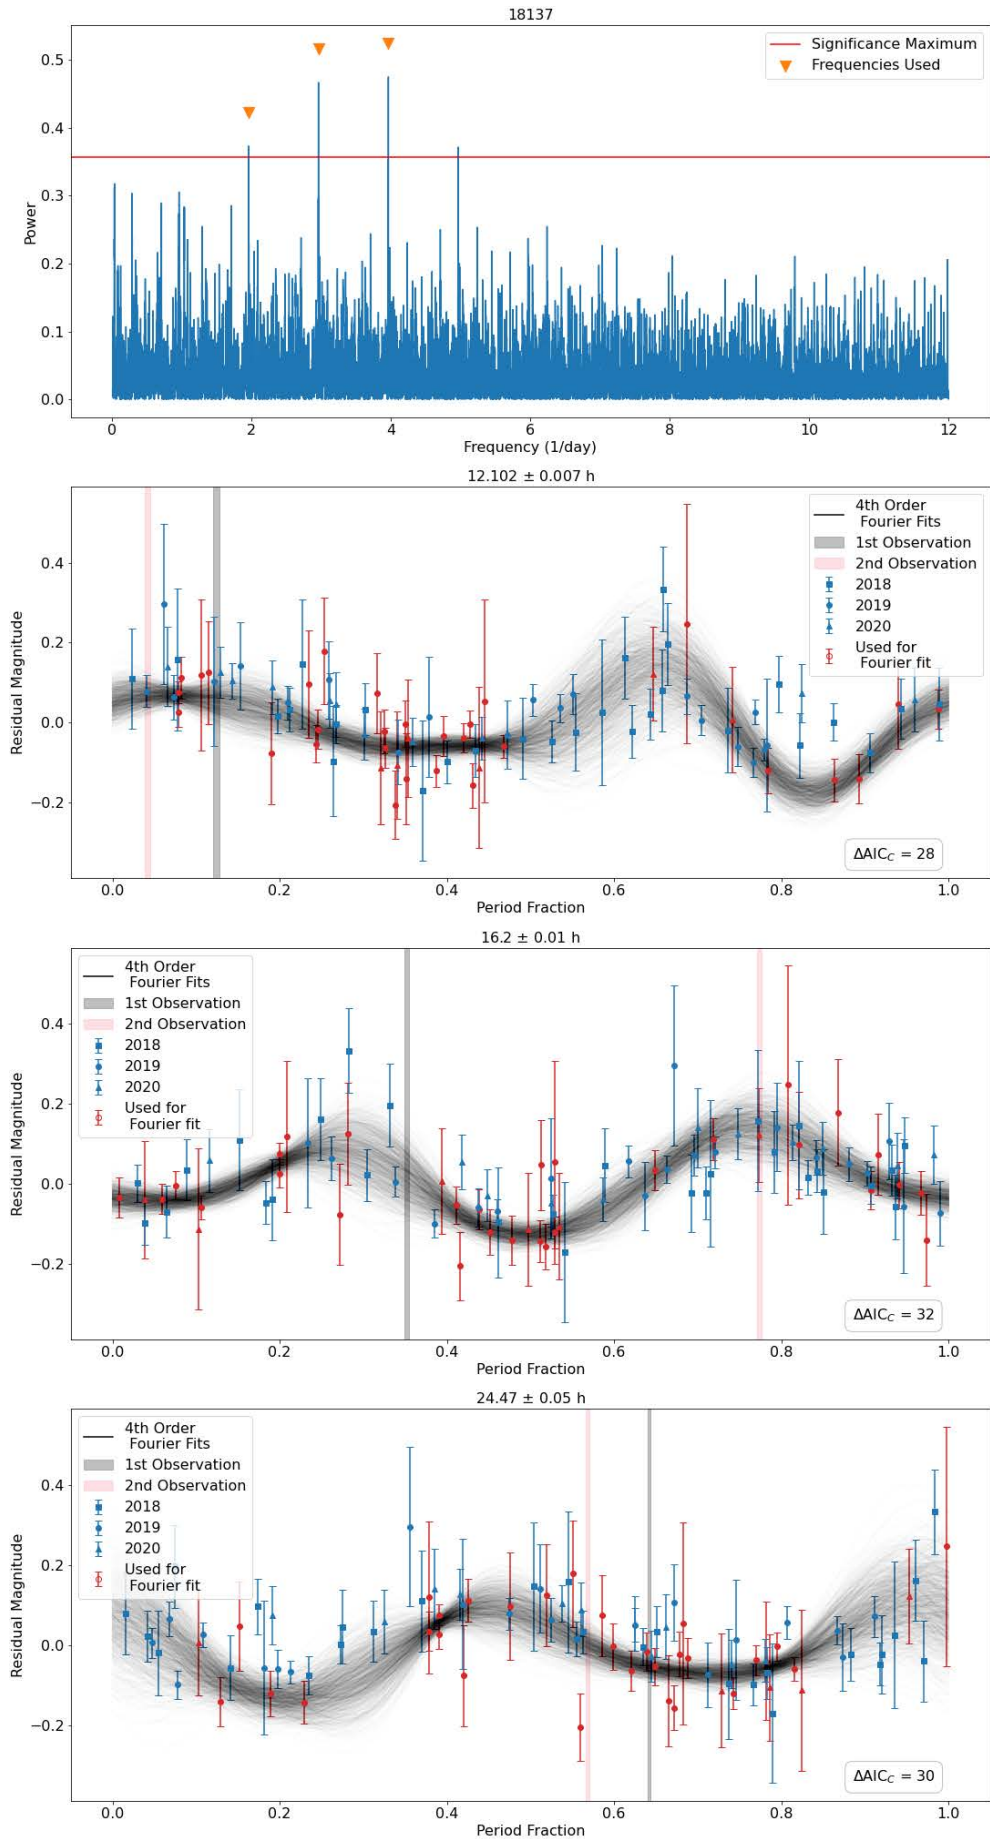 18137
Significance Maximum
Frequencies Used
0.5
0.4
0.3
0.2
0.1
0.0
Power
0 2 4 6 8 10 12
Frequency (1/day)
12.102 ± 0.007 h
4th Order
Fourier Fits
1st Observation
2nd Observation
2018
2019
2020
Used for
Fourier fit
0.4
0.2
0.0
−0.2
Residual Magnitude
ΔAIC_C = 28
0.0 0.2 0.4 0.6 0.8 1.0
Period Fraction
16.2 ± 0.01 h
4th Order
Fourier Fits
1st Observation
2nd Observation
2018
2019
2020
Used for
Fourier fit
0.4
0.2
0.0
−0.2
Residual Magnitude
ΔAIC_C = 32
0.0 0.2 0.4 0.6 0.8 1.0
Period Fraction
24.47 ± 0.05 h
4th Order
Fourier Fits
1st Observation
2nd Observation
2018
2019
2020
Used for
Fourier fit
0.4
0.2
0.0
−0.2
Residual Magnitude
ΔAIC_C = 30
0.0 0.2 0.4 0.6 0.8 1.0
Period Fraction